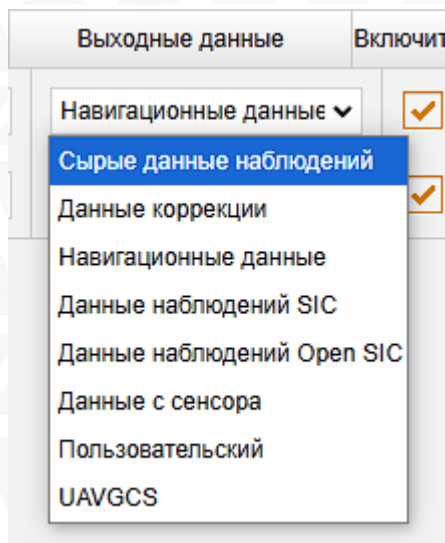 Выходные данные
Включит
Навигационные данные
Сырые данные наблюдений
Данные коррекции
Навигационные данные
Данные наблюдений SIC
Данные наблюдений Open SIC
Данные с сенсора
Пользовательский
UAVGCS